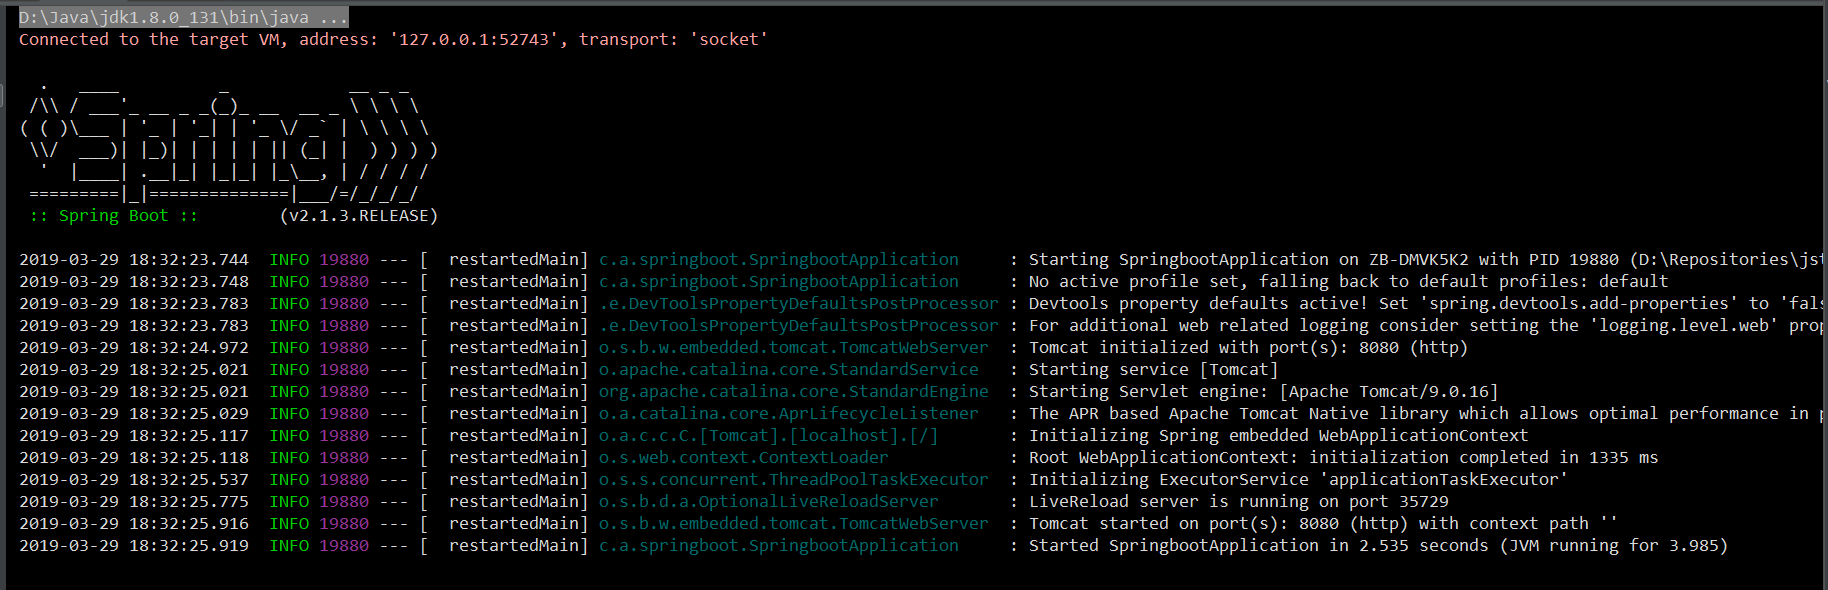 D:\Java\jdk1.8.0_131\bin\java ...
Connected to the target VM, address: '127.0.0.1:52743', transport: 'socket'
  .   ____          _            __ _ _
 /\\ / ___'_ __ _ _(_)_ __  __ _ \ \ \ \
( ( )\___ | '_ | '_| | '_ \/ _` | \ \ \ \
 \\/  ___)| |_)| | | | | || (_| |  ) ) ) )
  '  |____| .__|_| |_|_| |_\__, | / / / /
 =========|_|==============|___/=/_/_/_/
 :: Spring Boot ::        (v2.1.3.RELEASE)
2019-03-29 18:32:23.744  INFO 19880 --- [  restartedMain] c.a.springboot.SpringbootApplication     : Starting SpringbootApplication on ZB-DMVK5K2 with PID 19880 (D:\Repositories\jst
2019-03-29 18:32:23.748  INFO 19880 --- [  restartedMain] c.a.springboot.SpringbootApplication     : No active profile set, falling back to default profiles: default
2019-03-29 18:32:23.783  INFO 19880 --- [  restartedMain] .e.DevToolsPropertyDefaultsPostProcessor : Devtools property defaults active! Set 'spring.devtools.add-properties' to 'fals
2019-03-29 18:32:23.783  INFO 19880 --- [  restartedMain] .e.DevToolsPropertyDefaultsPostProcessor : For additional web related logging consider setting the 'logging.level.web' prop
2019-03-29 18:32:24.972  INFO 19880 --- [  restartedMain] o.s.b.w.embedded.tomcat.TomcatWebServer  : Tomcat initialized with port(s): 8080 (http)
2019-03-29 18:32:25.021  INFO 19880 --- [  restartedMain] o.apache.catalina.core.StandardService   : Starting service [Tomcat]
2019-03-29 18:32:25.021  INFO 19880 --- [  restartedMain] org.apache.catalina.core.StandardEngine  : Starting Servlet engine: [Apache Tomcat/9.0.16]
2019-03-29 18:32:25.029  INFO 19880 --- [  restartedMain] o.a.catalina.core.AprLifecycleListener   : The APR based Apache Tomcat Native library which allows optimal performance in p
2019-03-29 18:32:25.117  INFO 19880 --- [  restartedMain] o.a.c.c.C.[Tomcat].[localhost].[/]       : Initializing Spring embedded WebApplicationContext
2019-03-29 18:32:25.118  INFO 19880 --- [  restartedMain] o.s.web.context.ContextLoader            : Root WebApplicationContext: initialization completed in 1335 ms
2019-03-29 18:32:25.537  INFO 19880 --- [  restartedMain] o.s.s.concurrent.ThreadPoolTaskExecutor  : Initializing ExecutorService 'applicationTaskExecutor'
2019-03-29 18:32:25.775  INFO 19880 --- [  restartedMain] o.s.b.d.a.OptionalLiveReloadServer       : LiveReload server is running on port 35729
2019-03-29 18:32:25.916  INFO 19880 --- [  restartedMain] o.s.b.w.embedded.tomcat.TomcatWebServer  : Tomcat started on port(s): 8080 (http) with context path ''
2019-03-29 18:32:25.919  INFO 19880 --- [  restartedMain] c.a.springboot.SpringbootApplication     : Started SpringbootApplication in 2.535 seconds (JVM running for 3.985)